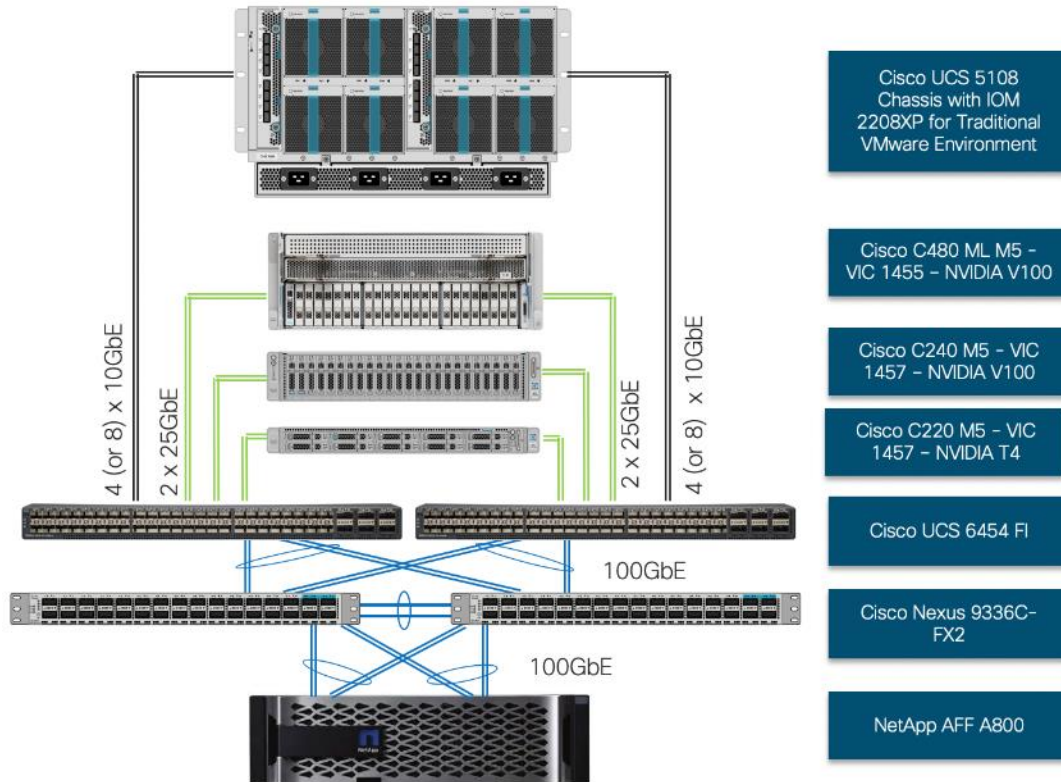 Cisco UCS 5108
Chassis with IOM
2208XP for Traditional
VMware Environment
Cisco C480 ML M5 –
VIC 1455 – NVIDIA V100
4 (or 8) x 10GbE
2 x 25GbE
2 x 25GbE
4 (or 8) x 10GbE
Cisco C240 M5 – VIC
1457 – NVIDIA V100
Cisco C220 M5 – VIC
1457 – NVIDIA T4
Cisco UCS 6454 FI
100GbE
Cisco Nexus 9336C-
FX2
100GbE
NetApp
NetApp AFF A800